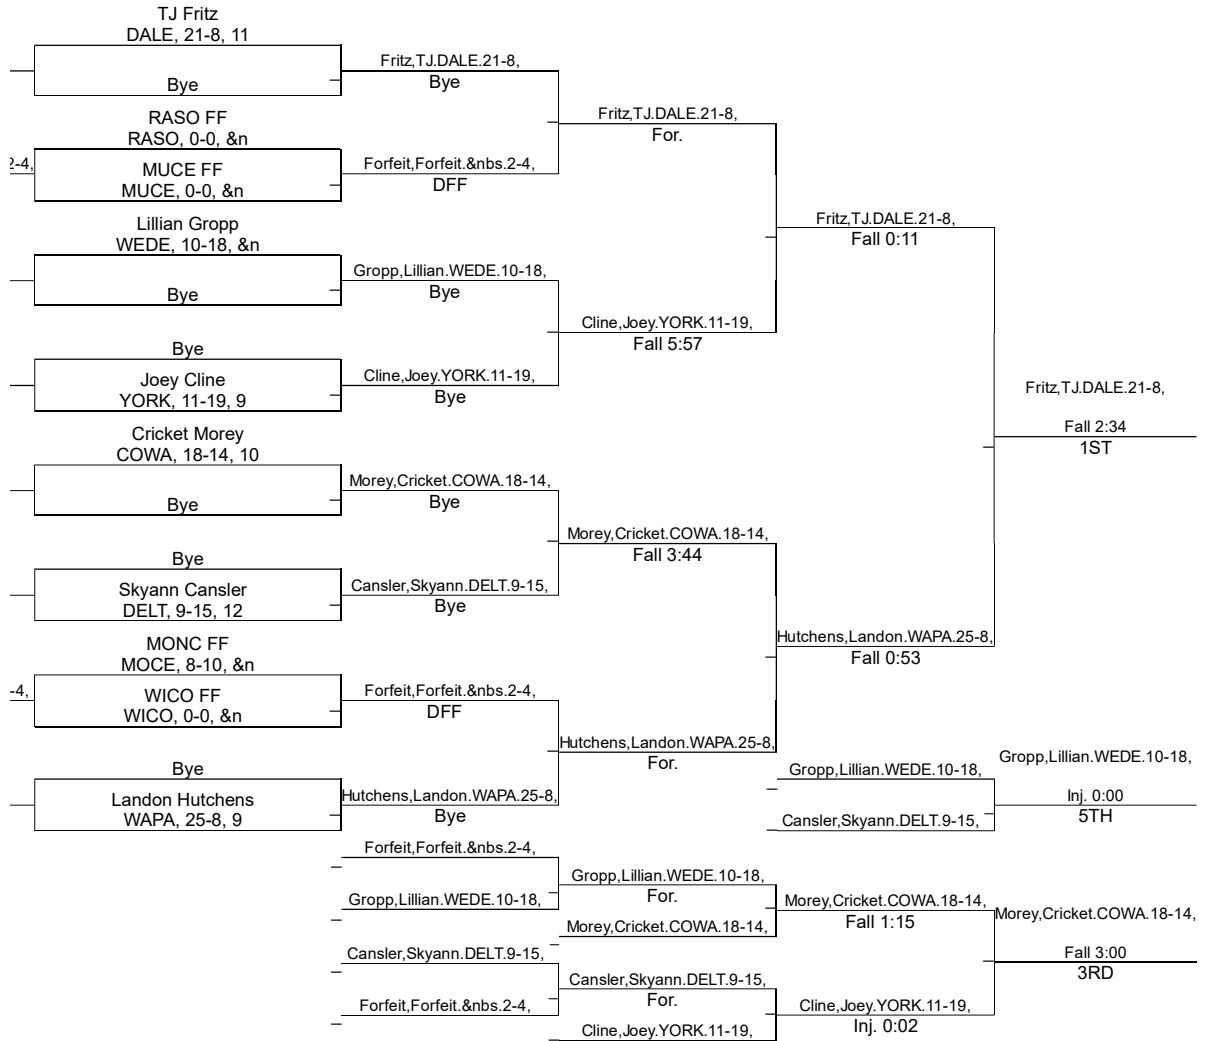 TJ Fritz
DALE, 21-8, 11
Bye
RASO FF
RASO, 0-0, &n
2-4,
MUCE FF
MUCE, 0-0, &n
Lillian Gropp
WEDE, 10-18, &n
Bye
Bye
Joey Cline
YORK, 11-19, 9
Cricket Morey
COWA, 18-14, 10
Bye
Bye
Skyann Cansler
DELT, 9-15, 12
MONC FF
MOCE, 8-10, &n
-4,
WICO FF
WICO, 0-0, &n
Bye
Landon Hutchens
WAPA, 25-8, 9
Fritz,TJ.DALE.21-8,
Bye
Forfeit,Forfeit.&nbs.2-4,
DFF
Gropp,Lillian.WEDE.10-18,
Bye
Cline,Joey.YORK.11-19,
Bye
Morey,Cricket.COWA.18-14,
Bye
Cansler,Skyann.DELT.9-15,
Bye
Forfeit,Forfeit.&nbs.2-4,
DFF
Hutchens,Landon.WAPA.25-8,
Bye
Fritz,TJ.DALE.21-8,
For.
Cline,Joey.YORK.11-19,
Fall 5:57
Morey,Cricket.COWA.18-14,
Fall 3:44
Hutchens,Landon.WAPA.25-8,
For.
Fritz,TJ.DALE.21-8,
Fall 0:11
Hutchens,Landon.WAPA.25-8,
Fall 0:53
Fritz,TJ.DALE.21-8,
Fall 2:34
1ST
Gropp,Lillian.WEDE.10-18,
Cansler,Skyann.DELT.9-15,
Gropp,Lillian.WEDE.10-18,
Inj. 0:00
5TH
Forfeit,Forfeit.&nbs.2-4,
Gropp,Lillian.WEDE.10-18,
Cansler,Skyann.DELT.9-15,
Forfeit,Forfeit.&nbs.2-4,
Gropp,Lillian.WEDE.10-18,
For.
Morey,Cricket.COWA.18-14,
Cansler,Skyann.DELT.9-15,
For.
Cline,Joey.YORK.11-19,
Morey,Cricket.COWA.18-14,
Fall 1:15
Cline,Joey.YORK.11-19,
Inj. 0:02
Morey,Cricket.COWA.18-14,
Fall 3:00
3RD